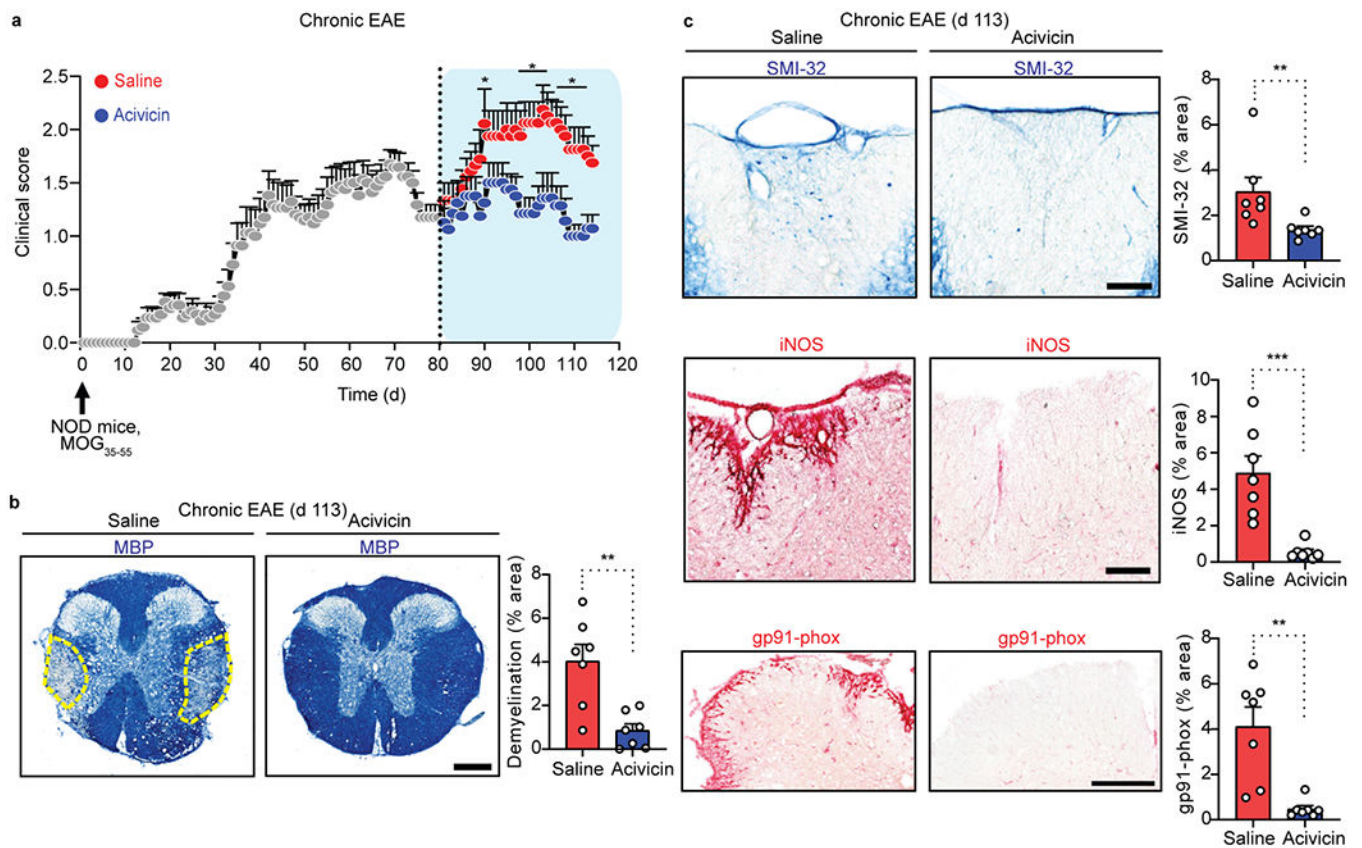 a
Chronic EAE
Clinical score
2.5
2.0
1.5
1.0
0.5
0.0
Saline
Acivicin
*
*
*
0 10 20 30 40 50 60 70 80 90 100 110 120
Time (d)
NOD mice,
MOG35-55
b
Chronic EAE (d 113)
Saline Acivicin
MBP MBP
Demyelination (% area)
8
6
4
2
0
**
Saline Acivicin
c
Chronic EAE (d 113)
Saline Acivicin
SMI-32 SMI-32
SMI-32 (% area)
8
6
4
2
0
**
Saline Acivicin
iNOS iNOS
iNOS (% area)
10
8
6
4
2
0
***
Saline Acivicin
gp91-phox gp91-phox
gp91-phox (% area)
8
6
4
2
0
**
Saline Acivicin